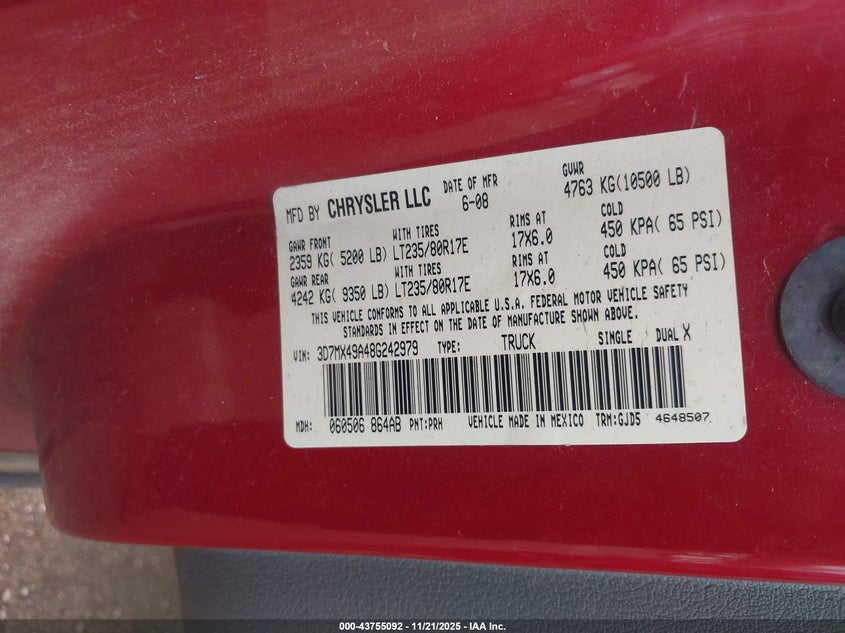 MFD BY CHRYSLER LLC DATE OF MFR 6-08 GVWR 4763 KG(10500 LB)
GAWR FRONT WITH TIRES RIMS AT COLD
2359 KG( 5200 LB) LT235/80R17E 17X6.0 450 KPA( 65 PSI)
GAWR REAR WITH TIRES RIMS AT COLD
4242 KG( 9350 LB) LT235/80R17E 17X6.0 450 KPA( 65 PSI)
THIS VEHICLE CONFORMS TO ALL APPLICABLE U.S.A. FEDERAL MOTOR VEHICLE SAFETY
STANDARDS IN EFFECT ON THE DATE OF MANUFACTURE SHOWN ABOVE.
VIN: 3D7MX49A48G242979 TYPE: TRUCK SINGLE DUAL X
MDH: 060506 864AB PNT:PRH VEHICLE MADE IN MEXICO TRM:GJD5 4648507
000-43755092 - 11/21/2025 - IAA Inc.